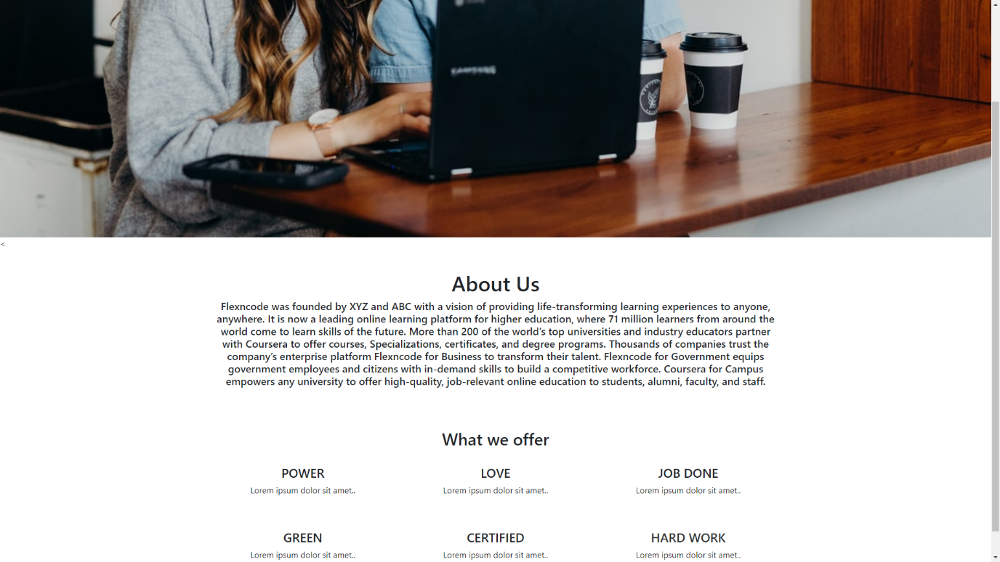 SAMSUNG
<
About Us
Flexncode was founded by XYZ and ABC with a vision of providing life-transforming learning experiences to anyone,
anywhere. It is now a leading online learning platform for higher education, where 71 million learners from around the
world come to learn skills of the future. More than 200 of the world’s top universities and industry educators partner
with Coursera to offer courses, Specializations, certificates, and degree programs. Thousands of companies trust the
company’s enterprise platform Flexncode for Business to transform their talent. Flexncode for Government equips
government employees and citizens with in-demand skills to build a competitive workforce. Coursera for Campus
empowers any university to offer high-quality, job-relevant online education to students, alumni, faculty, and staff.
What we offer
POWER LOVE JOB DONE
Lorem ipsum dolor sit amet.. Lorem ipsum dolor sit amet.. Lorem ipsum dolor sit amet..
GREEN CERTIFIED HARD WORK
Lorem ipsum dolor sit amet.. Lorem ipsum dolor sit amet.. Lorem ipsum dolor sit amet..